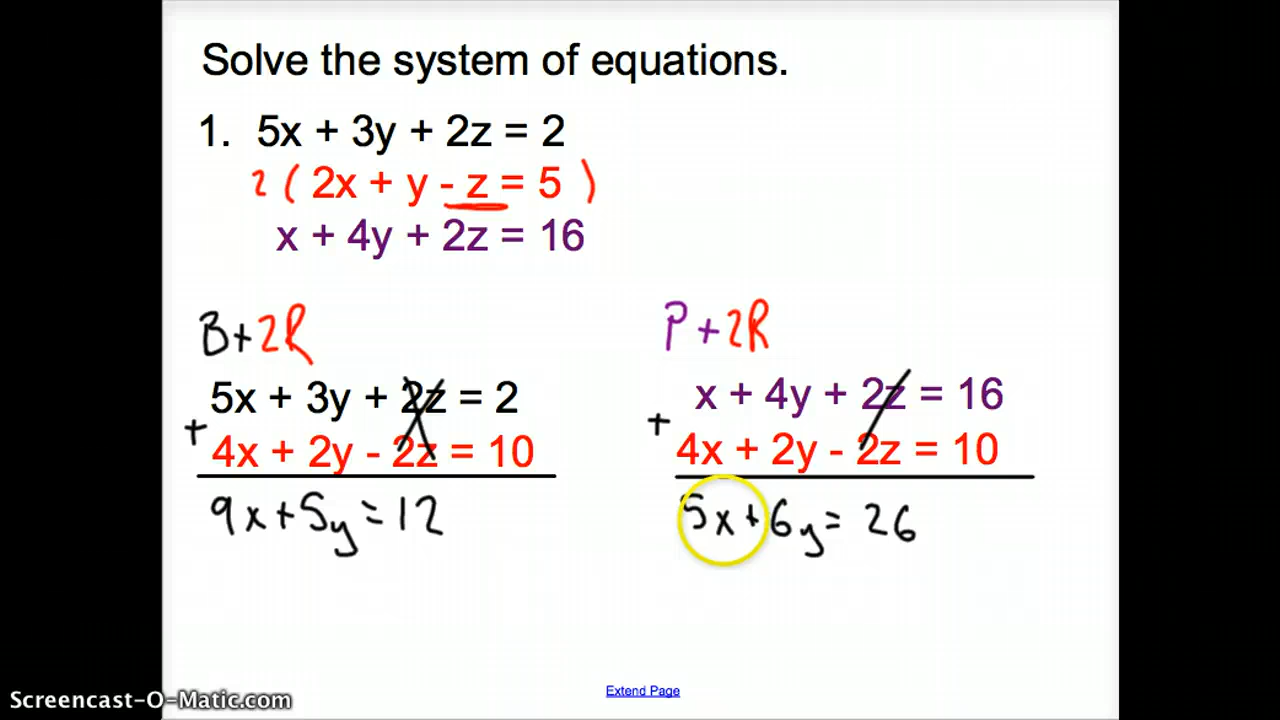 Solve the system of equations.
1. 5x + 3y + 2z = 2
2 ( 2x + y - z = 5 )
x + 4y + 2z = 16
B+2R
5x + 3y + 2z = 2
+ 4x + 2y - 2z = 10
9x+5y=12
P+2R
x + 4y + 2z = 16
+ 4x + 2y - 2z = 10
5x+6y= 26
Extend Page
Screencast-O-Matic.com